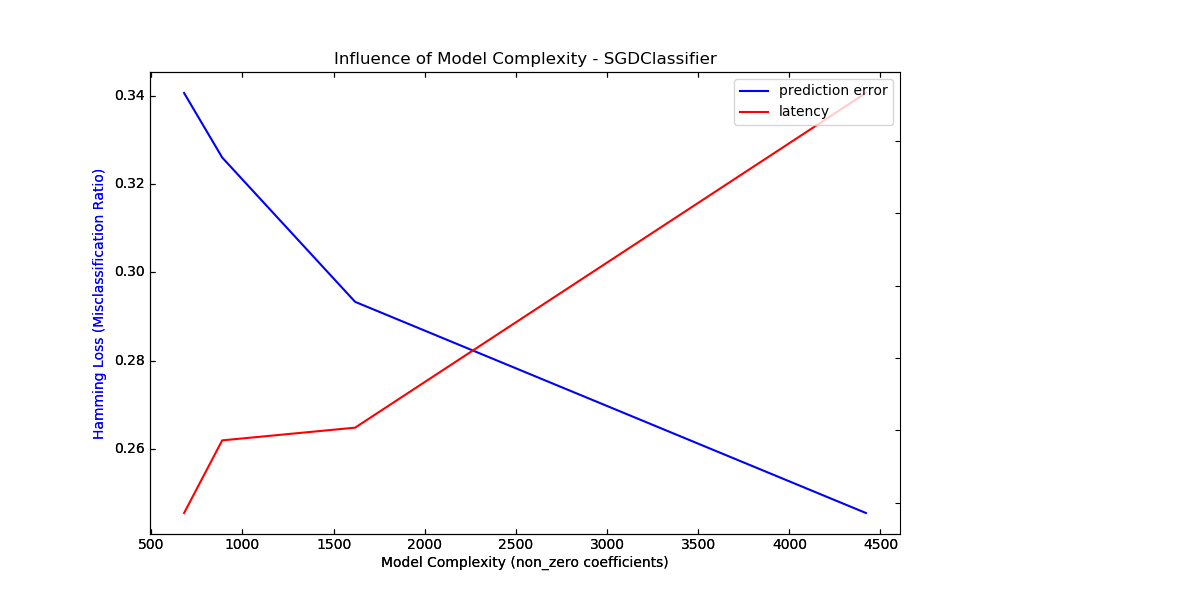 Influence of Model Complexity - SGDClassifier
prediction error
latency
Hamming Loss (Misclassification Ratio)
0.34
0.32
0.30
0.28
0.26
500 1000 1500 2000 2500 3000 3500 4000 4500
Model Complexity (non_zero coefficients)